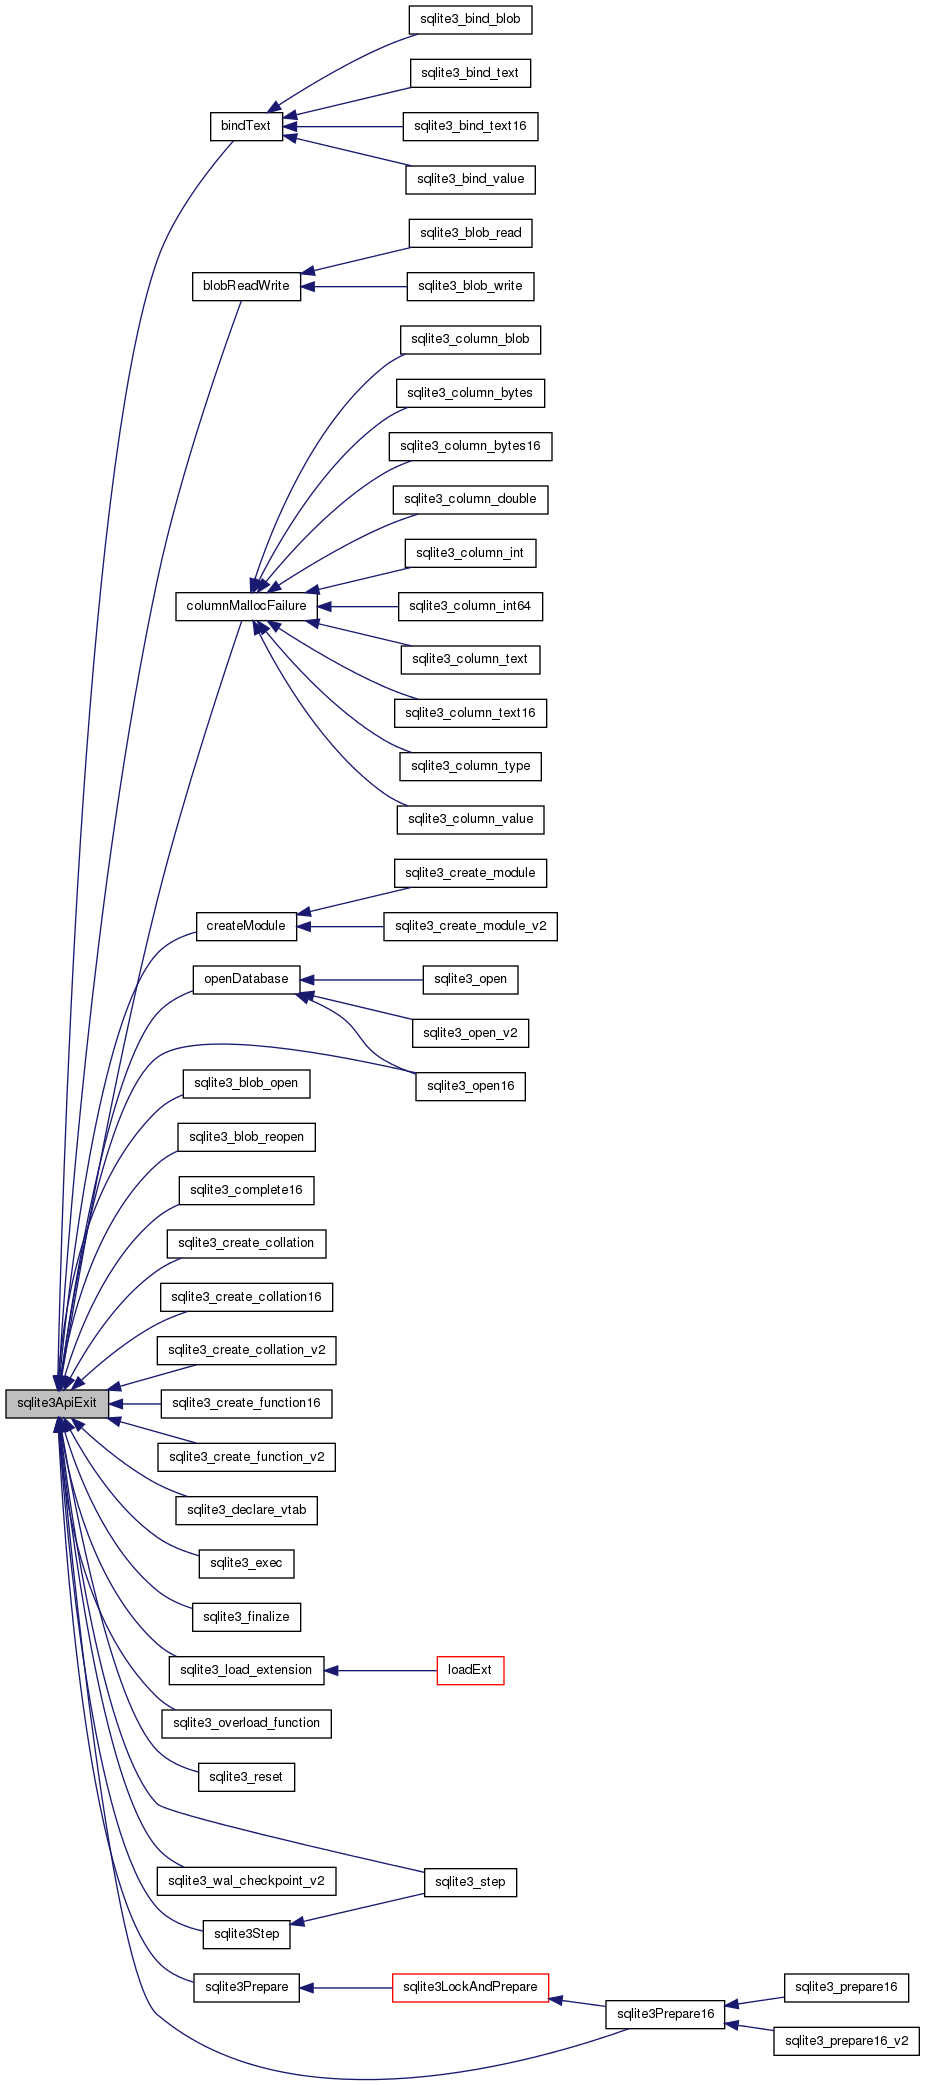 sqlite3_bind_blob
sqlite3_bind_text
bindText
sqlite3_bind_text16
sqlite3_bind_value
sqlite3_blob_read
blobReadWrite
sqlite3_blob_write
sqlite3_column_blob
sqlite3_column_bytes
sqlite3_column_bytes16
sqlite3_column_double
sqlite3_column_int
columnMallocFailure
sqlite3_column_int64
sqlite3_column_text
sqlite3_column_text16
sqlite3_column_type
sqlite3_column_value
sqlite3_create_module
createModule
sqlite3_create_module_v2
openDatabase
sqlite3_open
sqlite3_open_v2
sqlite3_blob_open
sqlite3_open16
sqlite3_blob_reopen
sqlite3_complete16
sqlite3_create_collation
sqlite3_create_collation16
sqlite3_create_collation_v2
sqlite3ApiExit
sqlite3_create_function16
sqlite3_create_function_v2
sqlite3_declare_vtab
sqlite3_exec
sqlite3_finalize
sqlite3_load_extension
loadExt
sqlite3_overload_function
sqlite3_reset
sqlite3_wal_checkpoint_v2
sqlite3_step
sqlite3Step
sqlite3Prepare
sqlite3LockAndPrepare
sqlite3_prepare16
sqlite3Prepare16
sqlite3_prepare16_v2